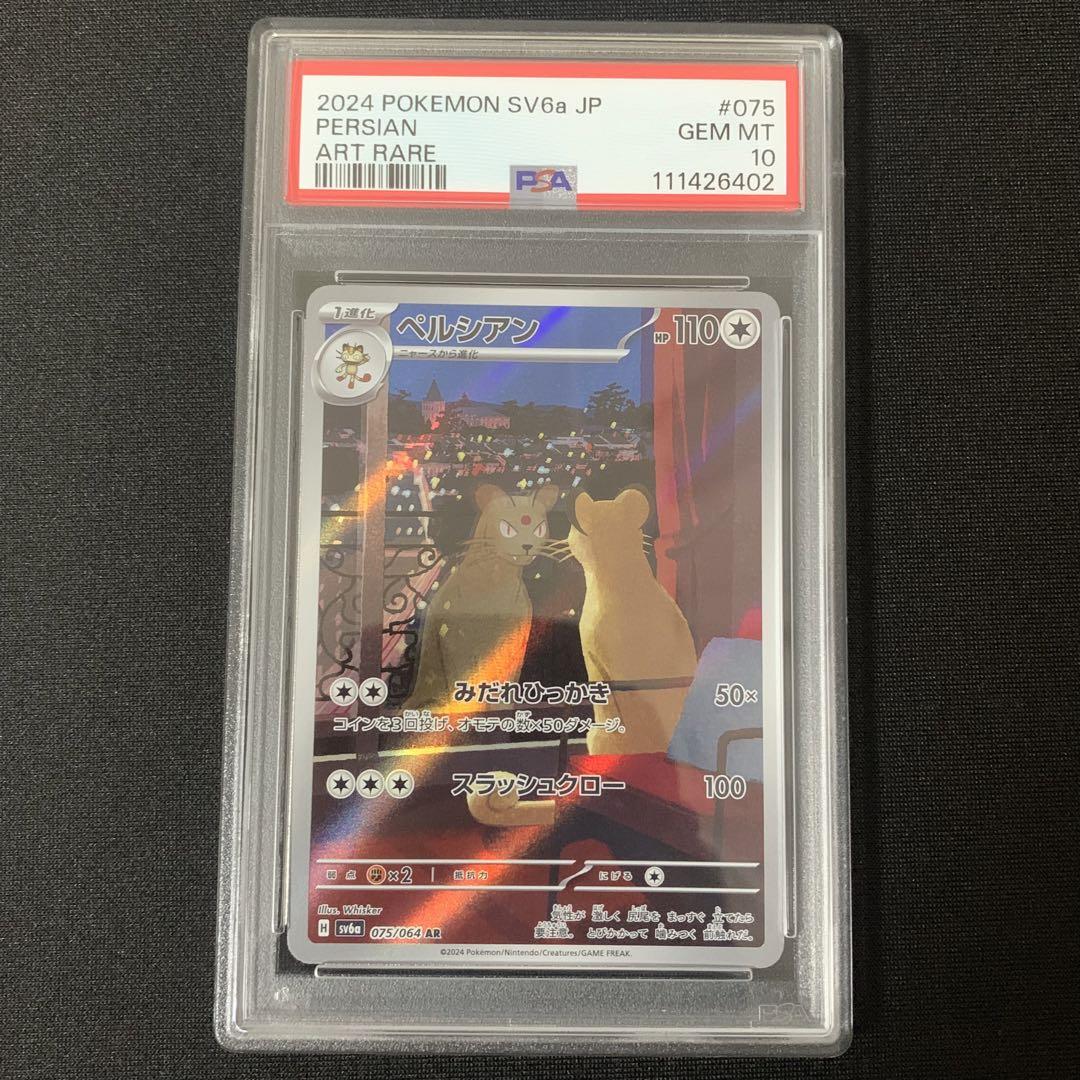 2024 POKEMON SV6a JP #075
PERSIAN GEM MT
ART RARE 10
PSA 111426402
1進化 ペルシアン HP 110
ニャースから進化
みだれひっかき 50×
コインを3回投げ、オモテの数×50ダメージ。
スラッシュクロー 100
弱点 ×2 抵抗力 にげる
Illus. Whisker
気性が 激しく 尻尾を まっすぐ 立てたら
H sv6a 075/064 AR 要注意。 とびかかって 噛みつく 前触れだ。
©2024 Pokémon/Nintendo/Creatures/GAME FREAK.
PSA